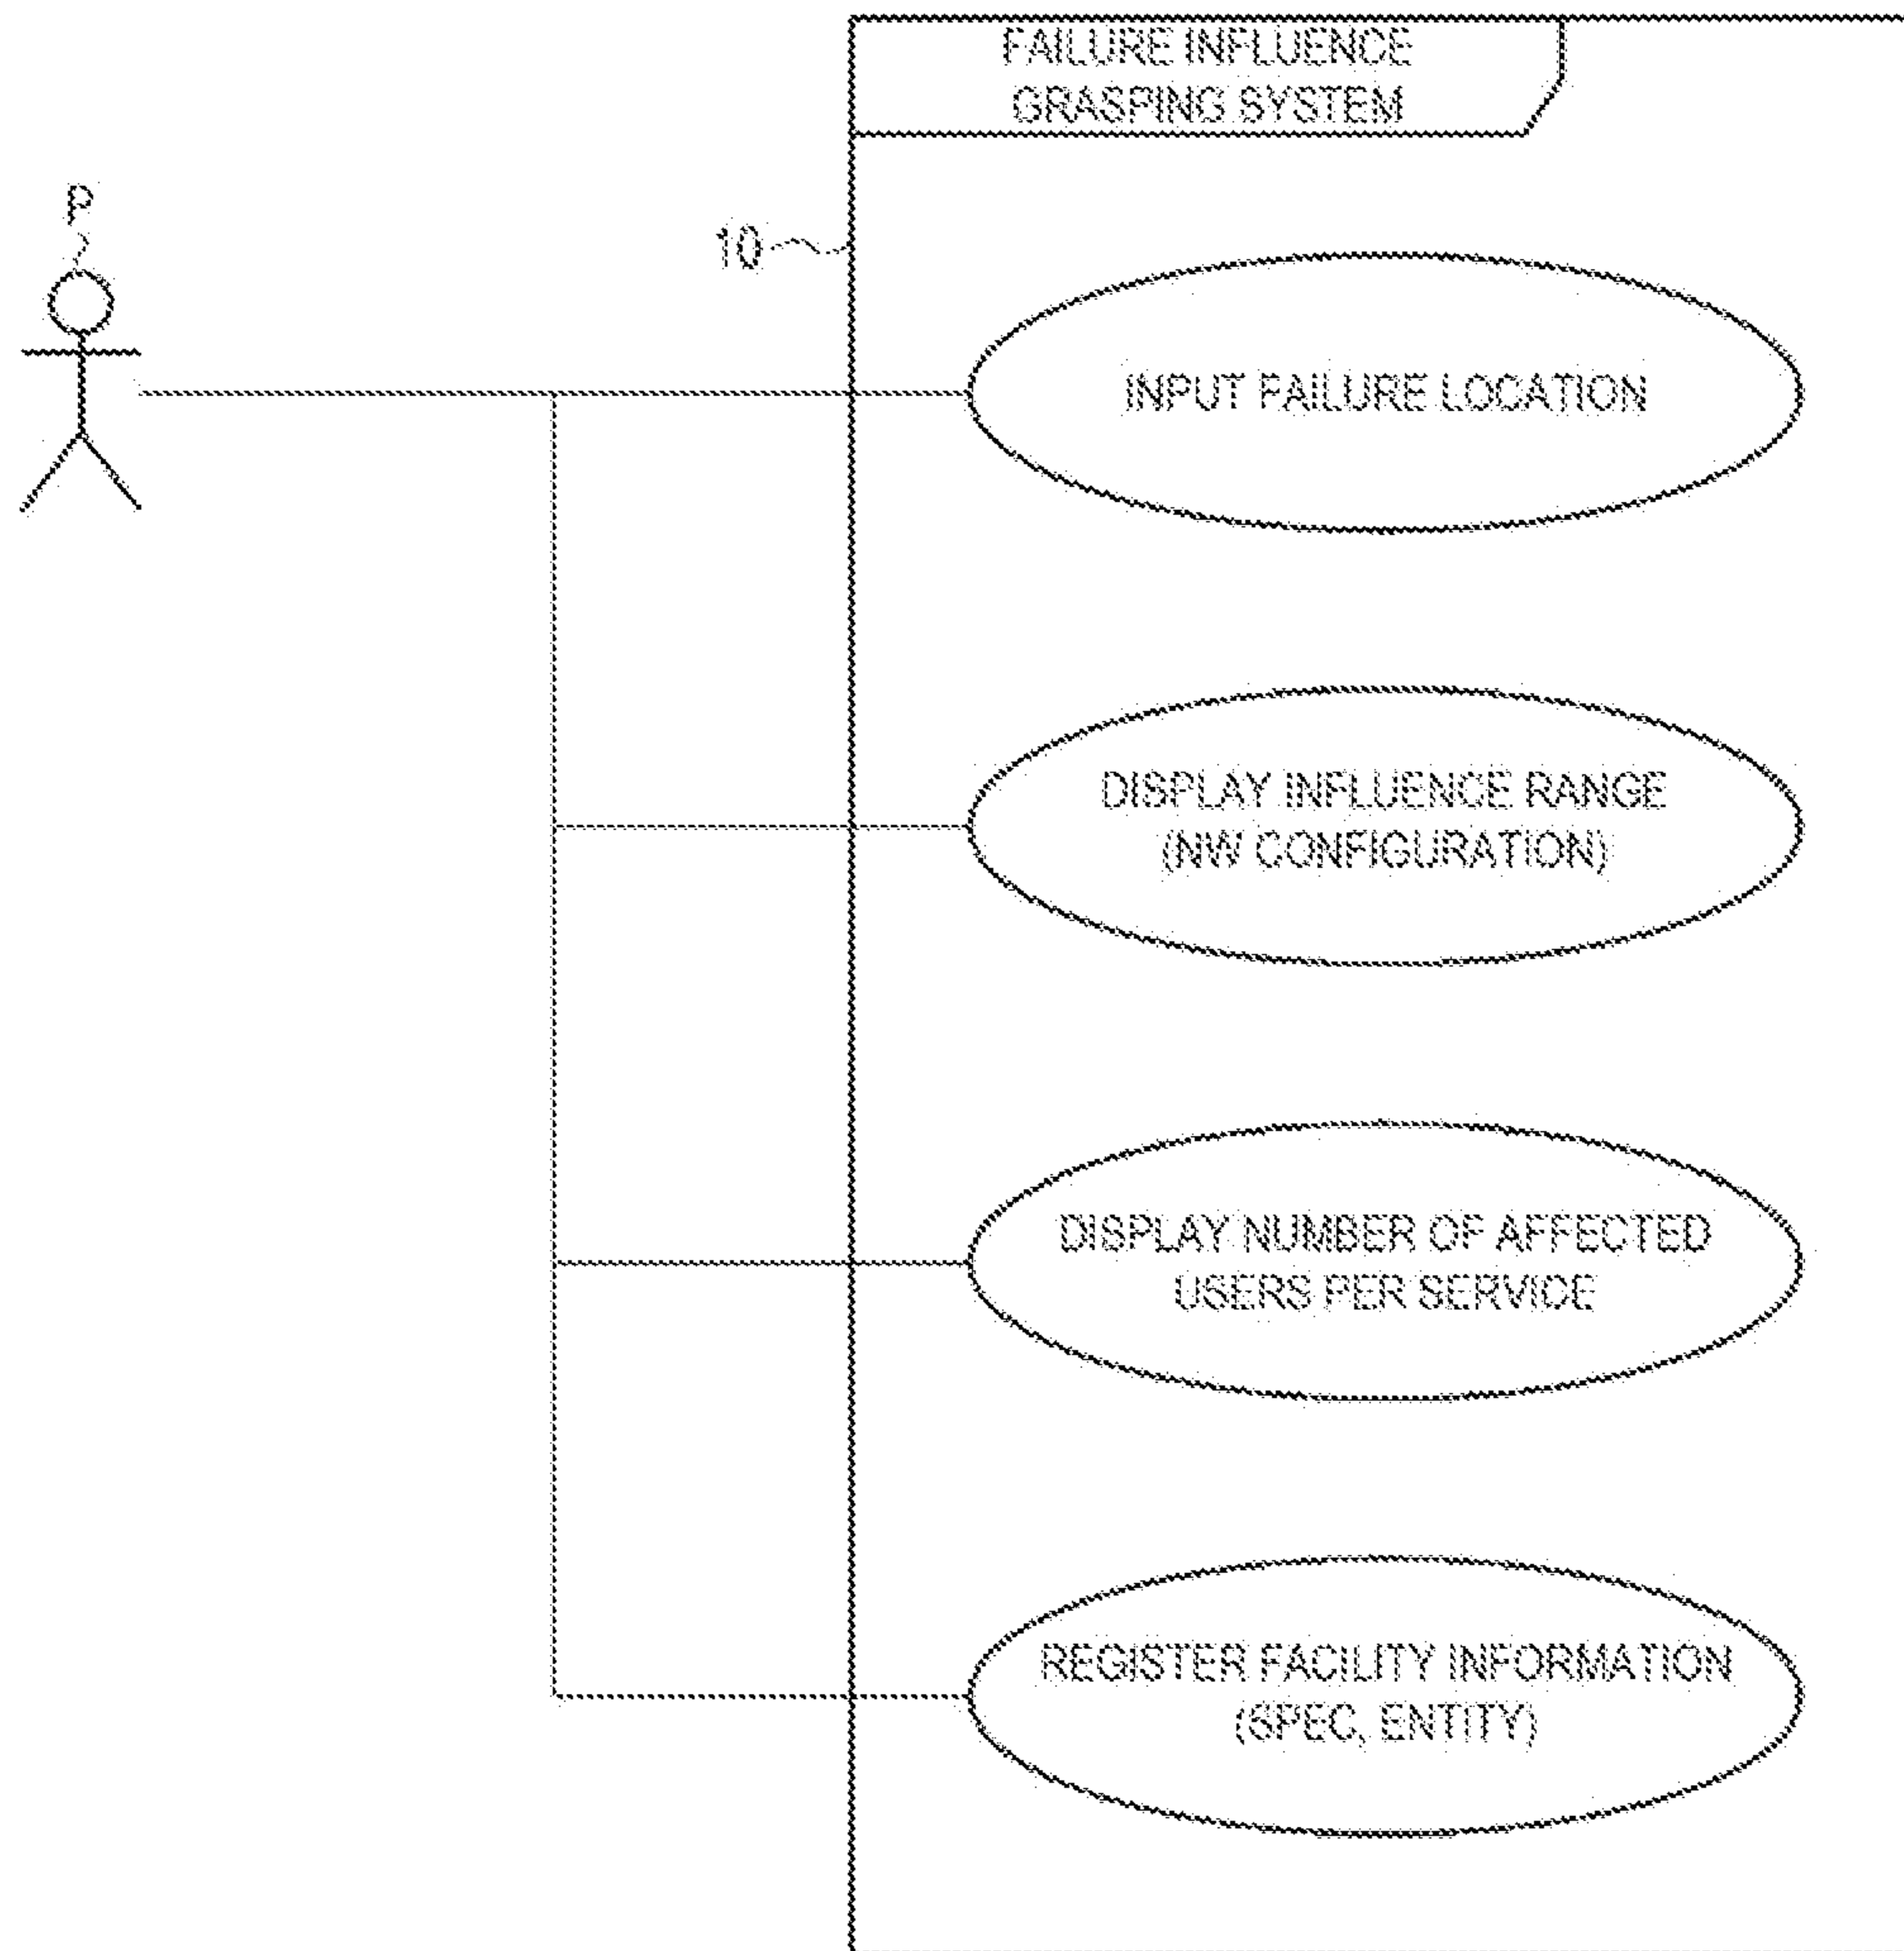 FAILURE INFLUENCE
GRASPING SYSTEM
P
10
INPUT FAILURE LOCATION
DISPLAY INFLUENCE RANGE
(NW CONFIGURATION)
DISPLAY NUMBER OF AFFECTED
USERS PER SERVICE
REGISTER FACILITY INFORMATION
(SPEC, ENTITY)